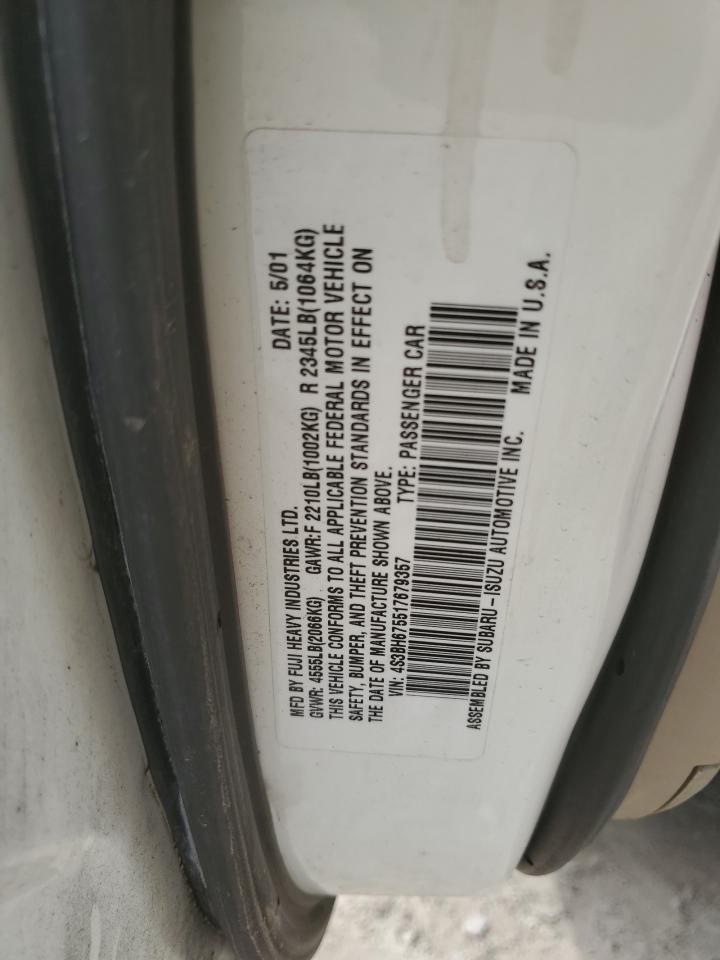 MFD BY FUJI HEAVY INDUSTRIES LTD. DATE: 5/01
GVWR: 4555LB(2066KG) GAWR:F 2210LB(1002KG) R 2345LB(1064KG)
THIS VEHICLE CONFORMS TO ALL APPLICABLE FEDERAL MOTOR VEHICLE
SAFETY, BUMPER, AND THEFT PREVENTION STANDARDS IN EFFECT ON
THE DATE OF MANUFACTURE SHOWN ABOVE.
VIN: 4S3BH675517679357 TYPE: PASSENGER CAR
ASSEMBLED BY SUBARU-ISUZU AUTOMOTIVE INC. MADE IN U.S.A.